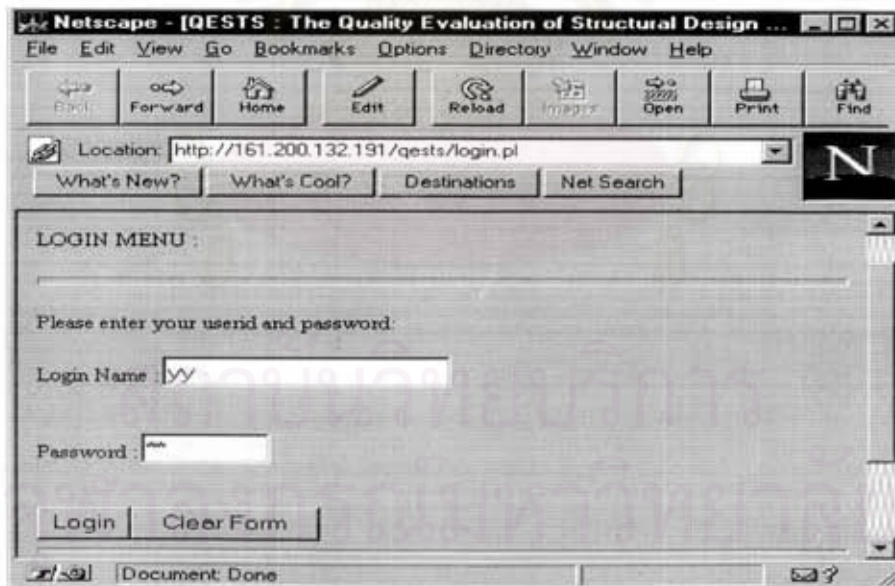 Netscape - [QESTS : The Quality Evaluation of Structural Design ...
File Edit View Go Bookmarks Options Directory Window Help
Back Forward Home Edit Reload Images Open Print Find
Location: http://161.200.132.191/qests/login.pl
N
What's New? What's Cool? Destinations Net Search
LOGIN MENU :
Please enter your userid and password:
Login Name : yy
Password : **
Login Clear Form
Document: Done